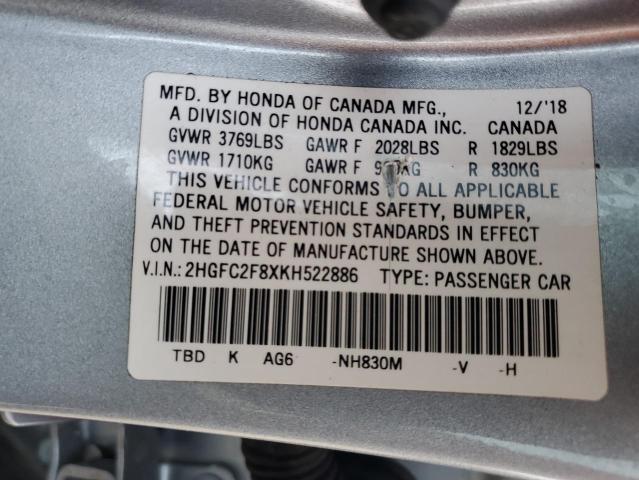 MFD. BY HONDA OF CANADA MFG., 12/'18
A DIVISION OF HONDA CANADA INC. CANADA
GVWR 3769LBS GAWR F 2028LBS R 1829LBS
GVWR 1710KG GAWR F R 830KG
THIS VEHICLE CONFORMS TO ALL APPLICABLE
FEDERAL MOTOR VEHICLE SAFETY, BUMPER,
AND THEFT PREVENTION STANDARDS IN EFFECT
ON THE DATE OF MANUFACTURE SHOWN ABOVE.
V.I.N.: 2HGFC2F8XKH522886 TYPE: PASSENGER CAR
TBD K AG6 -NH830M -V -H